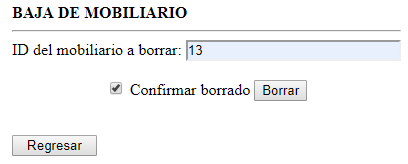 BAJA DE MOBILIARIO
ID del mobiliario a borrar: 13
Confirmar borrado Borrar
Regresar